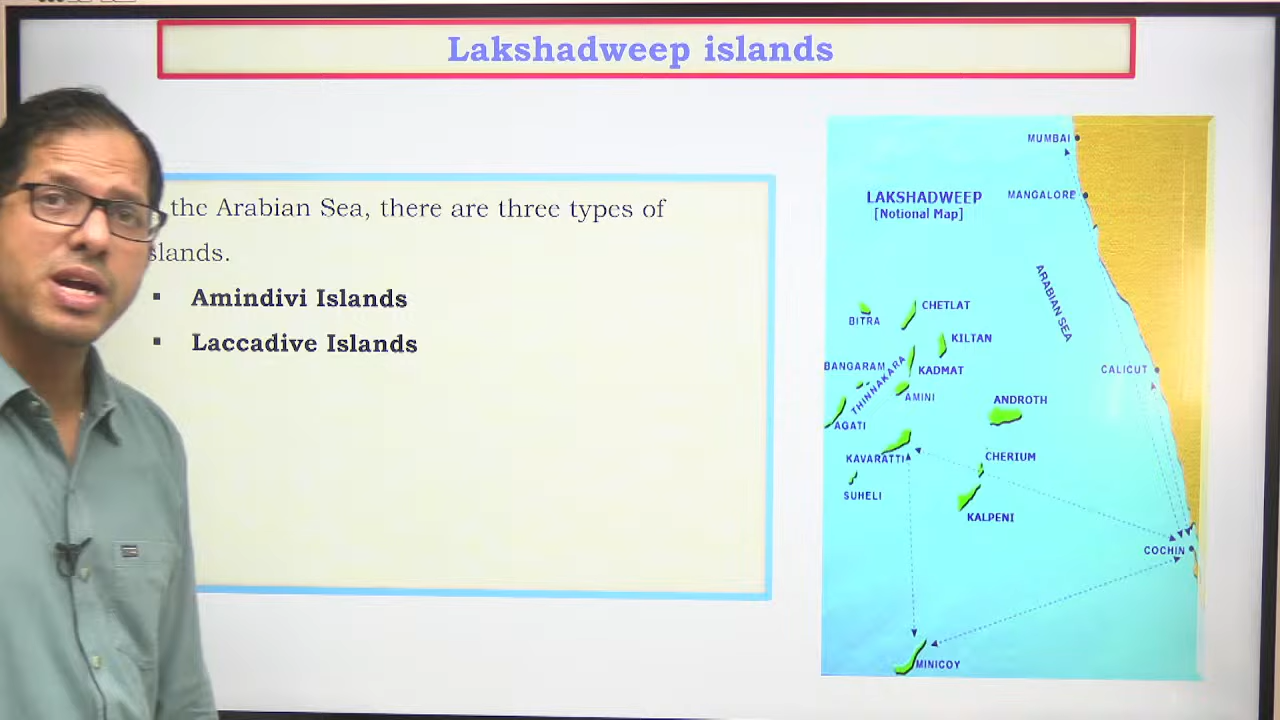 Lakshadweep islands
the Arabian Sea, there are three types of
slands.
▪ Amindivi Islands
▪ Laccadive Islands
MUMBAI
MANGALORE
LAKSHADWEEP
[Notional Map]
ARABIAN SEA
CHETLAT
BITRA
KILTAN
BANGARAM
THINNAKARA
KADMAT
CALICUT
AMINI
ANDROTH
AGATI
KAVARATTI
CHERIUM
SUHELI
KALPENI
COCHIN
MINICOY